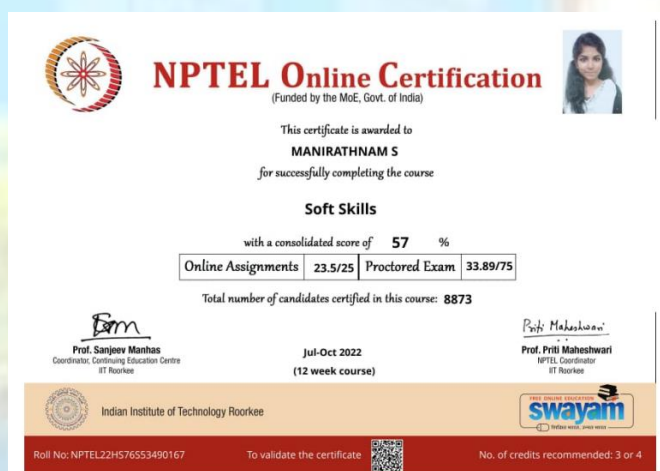 NPTEL Online Certification
(Funded by the MoE, Govt. of India)
This certificate is awarded to
MANIRATHNAM S
for successfully completing the course
Soft Skills
with a consolidated score of 57 %
Online Assignments 23.5/25 Proctored Exam 33.89/75
Total number of candidates certified in this course: 8873
Priti Maheshwari
Prof. Sanjeev Manhas
Coordinator, Continuing Education Centre
IIT Roorkee
Jul-Oct 2022
(12 week course)
Prof. Priti Maheshwari
NPTEL Coordinator
IIT Roorkee
Indian Institute of Technology Roorkee
FREE ONLINE EDUCATION
swayam
शिक्षित भारत, उन्नत भारत
Roll No: NPTEL22HS76S53490167 To validate the certificate No. of credits recommended: 3 or 4